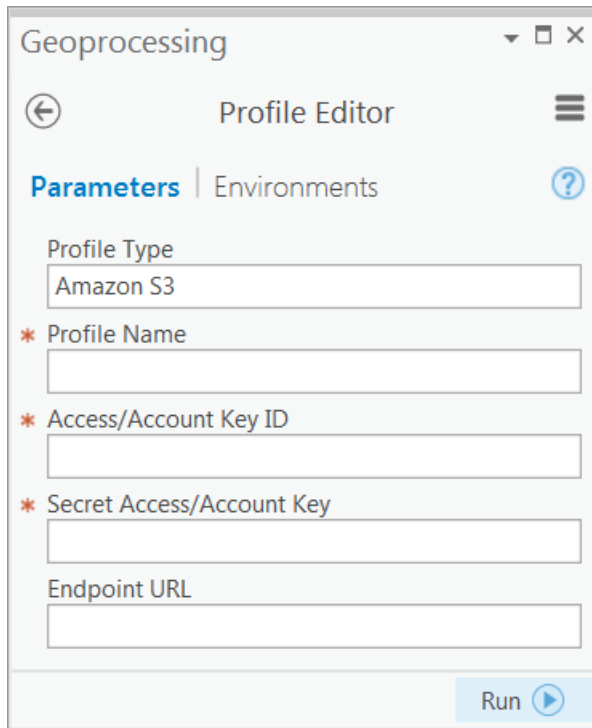 Geoprocessing
Profile Editor
Parameters | Environments
Profile Type
Amazon S3
* Profile Name
* Access/Account Key ID
* Secret Access/Account Key
Endpoint URL
Run